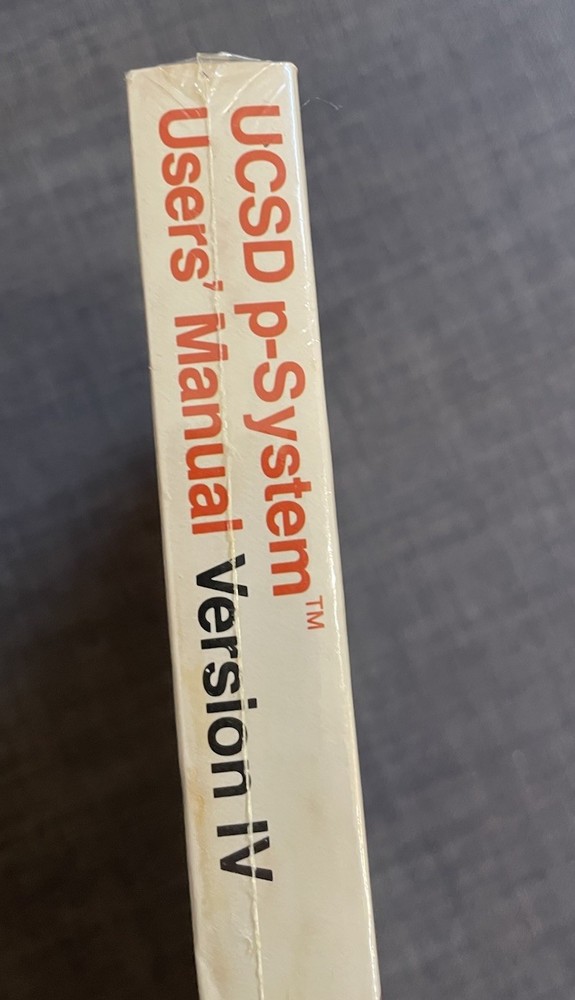 UCSD p-System™
Users' Manual Version IV